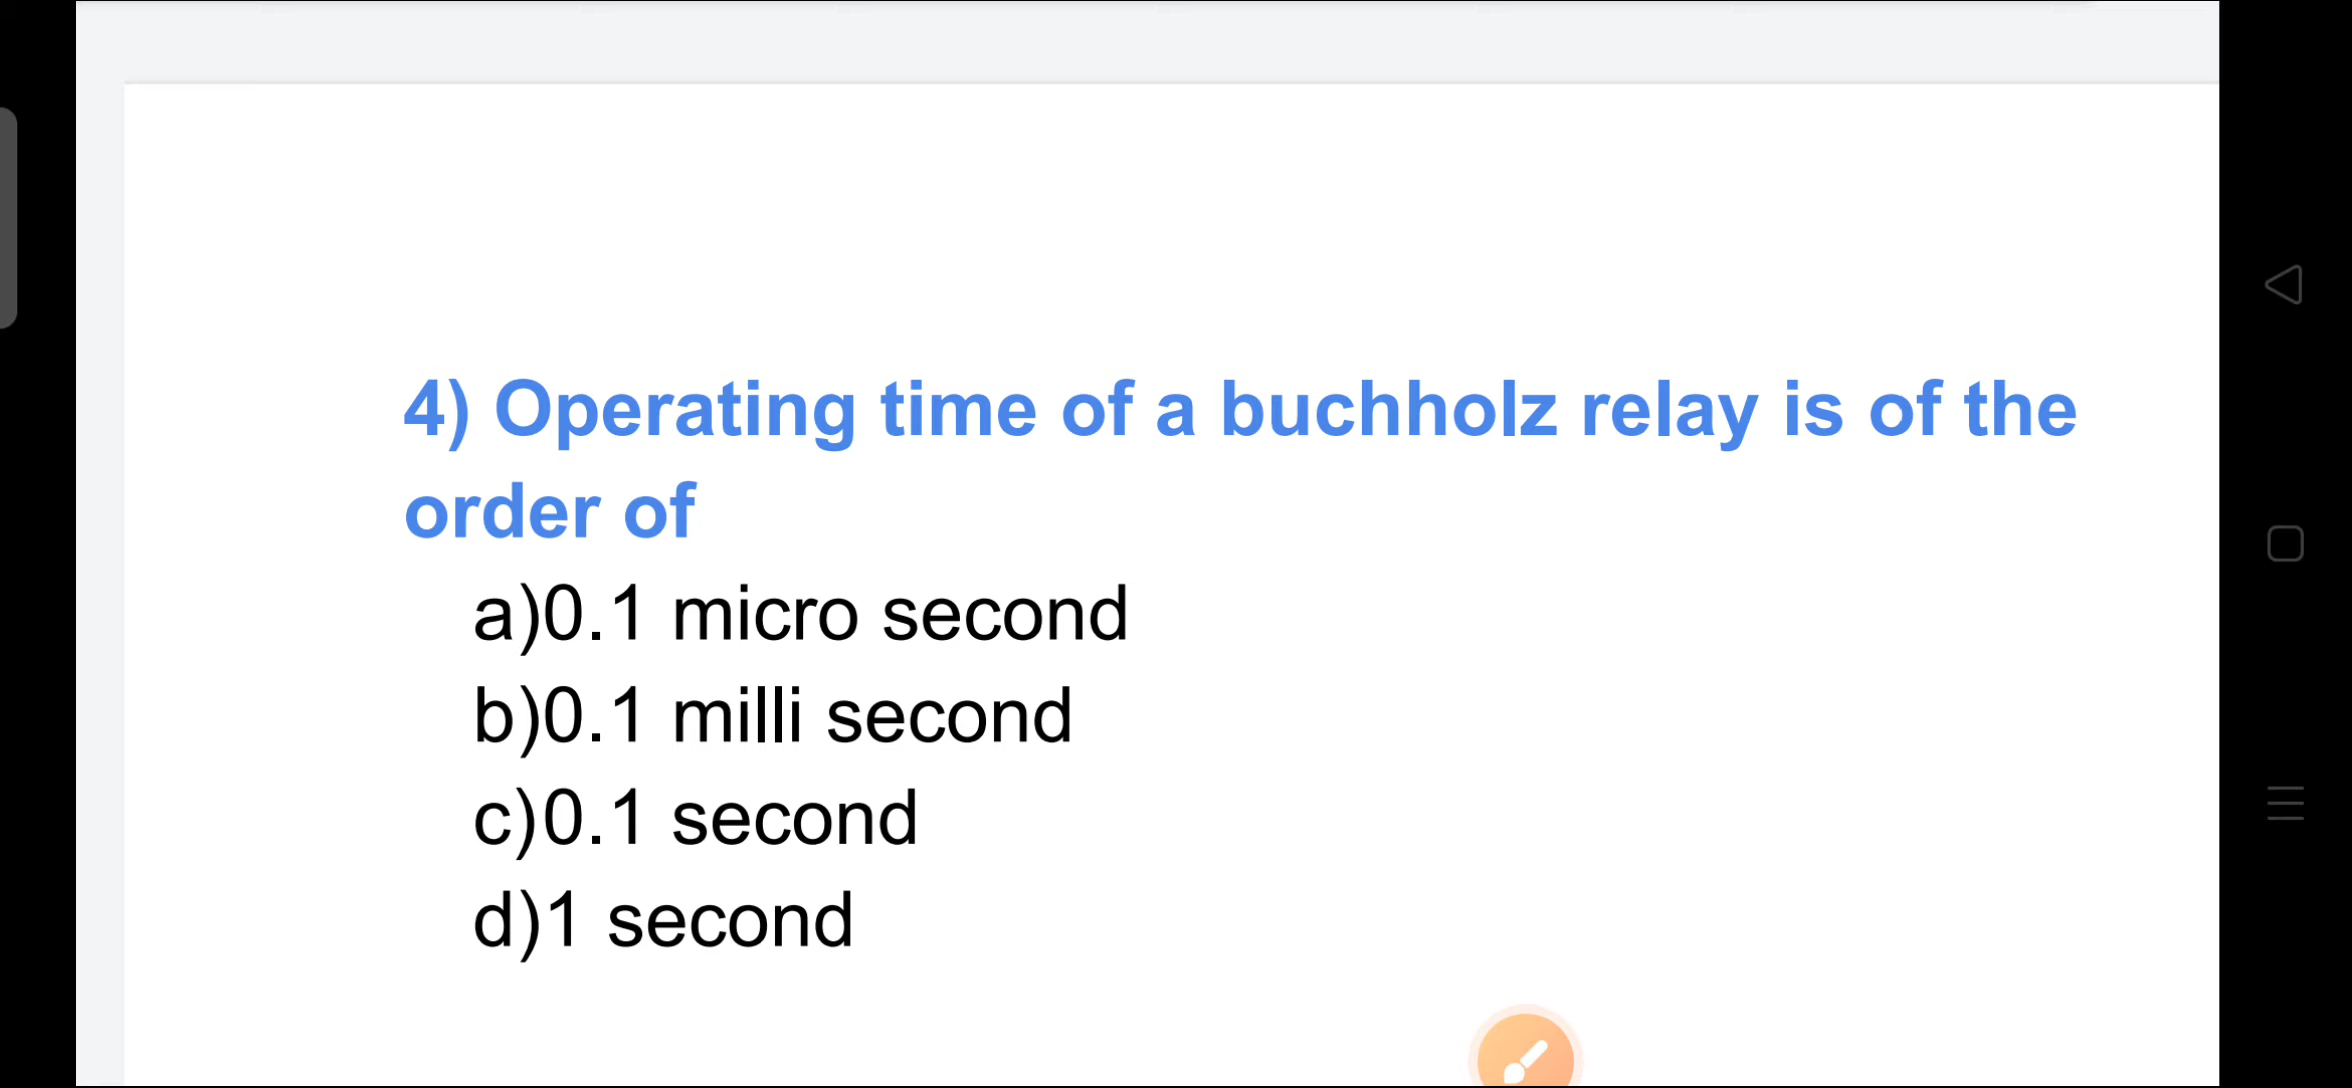 4) Operating time of a buchholz relay is of the
order of
a)0.1 micro second
b)0.1 milli second
c)0.1 second
d)1 second